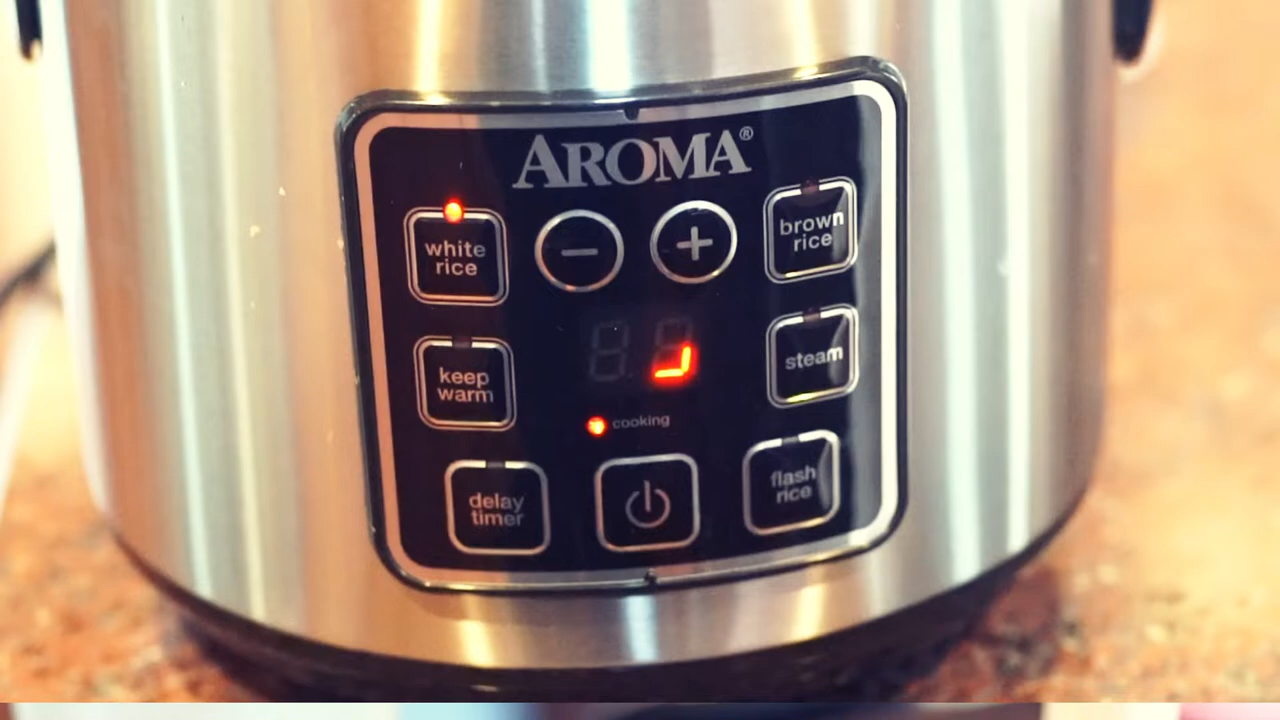 AROMA®
white
rice
− +
brown
rice
keep
warm
steam
cooking
delay
timer
flash
rice